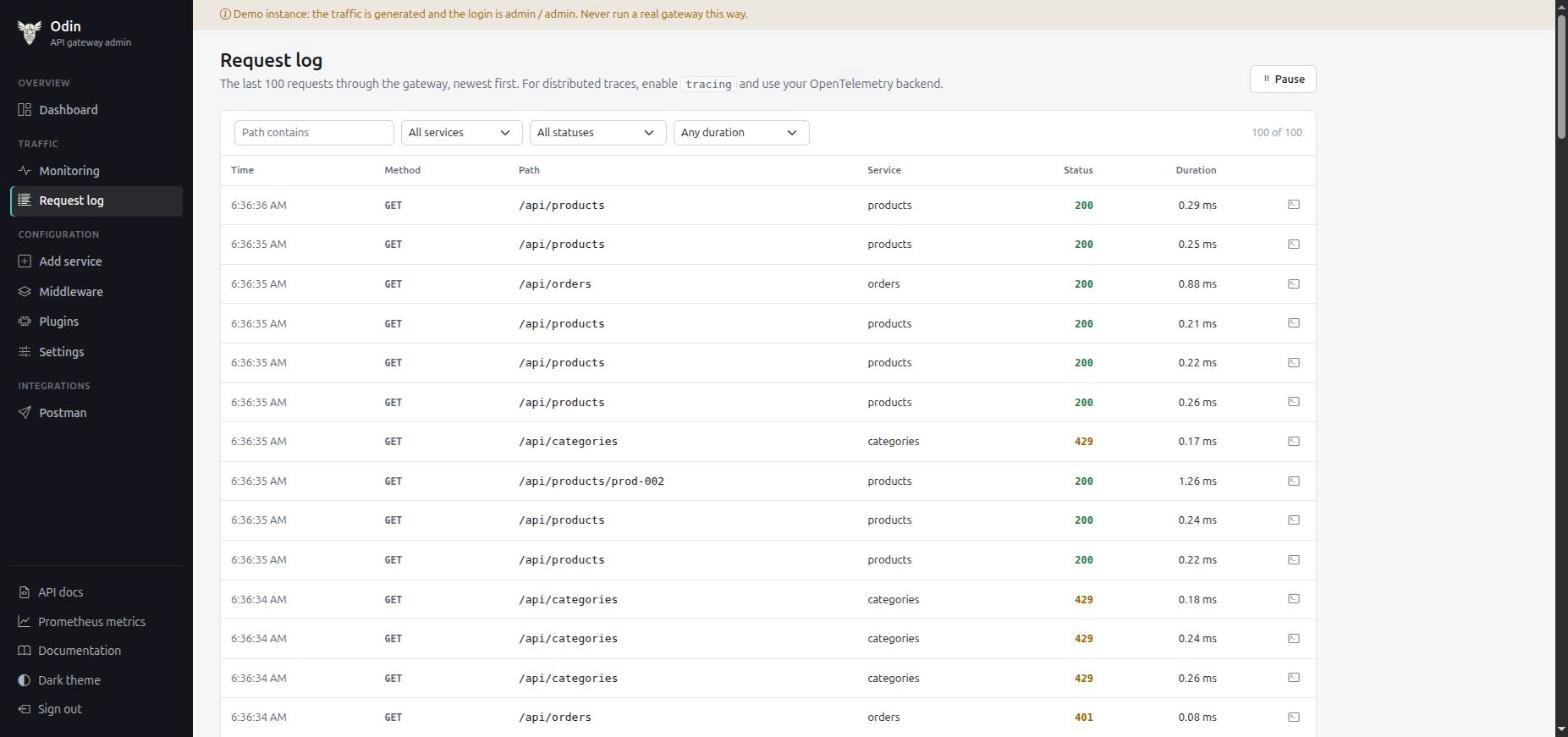 Odin
API gateway admin
OVERVIEW
Dashboard
TRAFFIC
Monitoring
Request log
CONFIGURATION
Add service
Middleware
Plugins
Settings
INTEGRATIONS
Postman
API docs
Prometheus metrics
Documentation
Dark theme
Sign out
Demo instance: the traffic is generated and the login is admin / admin. Never run a real gateway this way.
Request log
The last 100 requests through the gateway, newest first. For distributed traces, enable tracing and use your OpenTelemetry backend.
Pause
Path contains All services All statuses Any duration 100 of 100
Time Method Path Service Status Duration
6:36:36 AM GET /api/products products 200 0.29 ms
6:36:35 AM GET /api/products products 200 0.25 ms
6:36:35 AM GET /api/orders orders 200 0.88 ms
6:36:35 AM GET /api/products products 200 0.21 ms
6:36:35 AM GET /api/products products 200 0.22 ms
6:36:35 AM GET /api/products products 200 0.26 ms
6:36:35 AM GET /api/categories categories 429 0.17 ms
6:36:35 AM GET /api/products/prod-002 products 200 1.26 ms
6:36:35 AM GET /api/products products 200 0.24 ms
6:36:35 AM GET /api/products products 200 0.22 ms
6:36:34 AM GET /api/categories categories 429 0.18 ms
6:36:34 AM GET /api/categories categories 429 0.24 ms
6:36:34 AM GET /api/categories categories 429 0.26 ms
6:36:34 AM GET /api/orders orders 401 0.08 ms